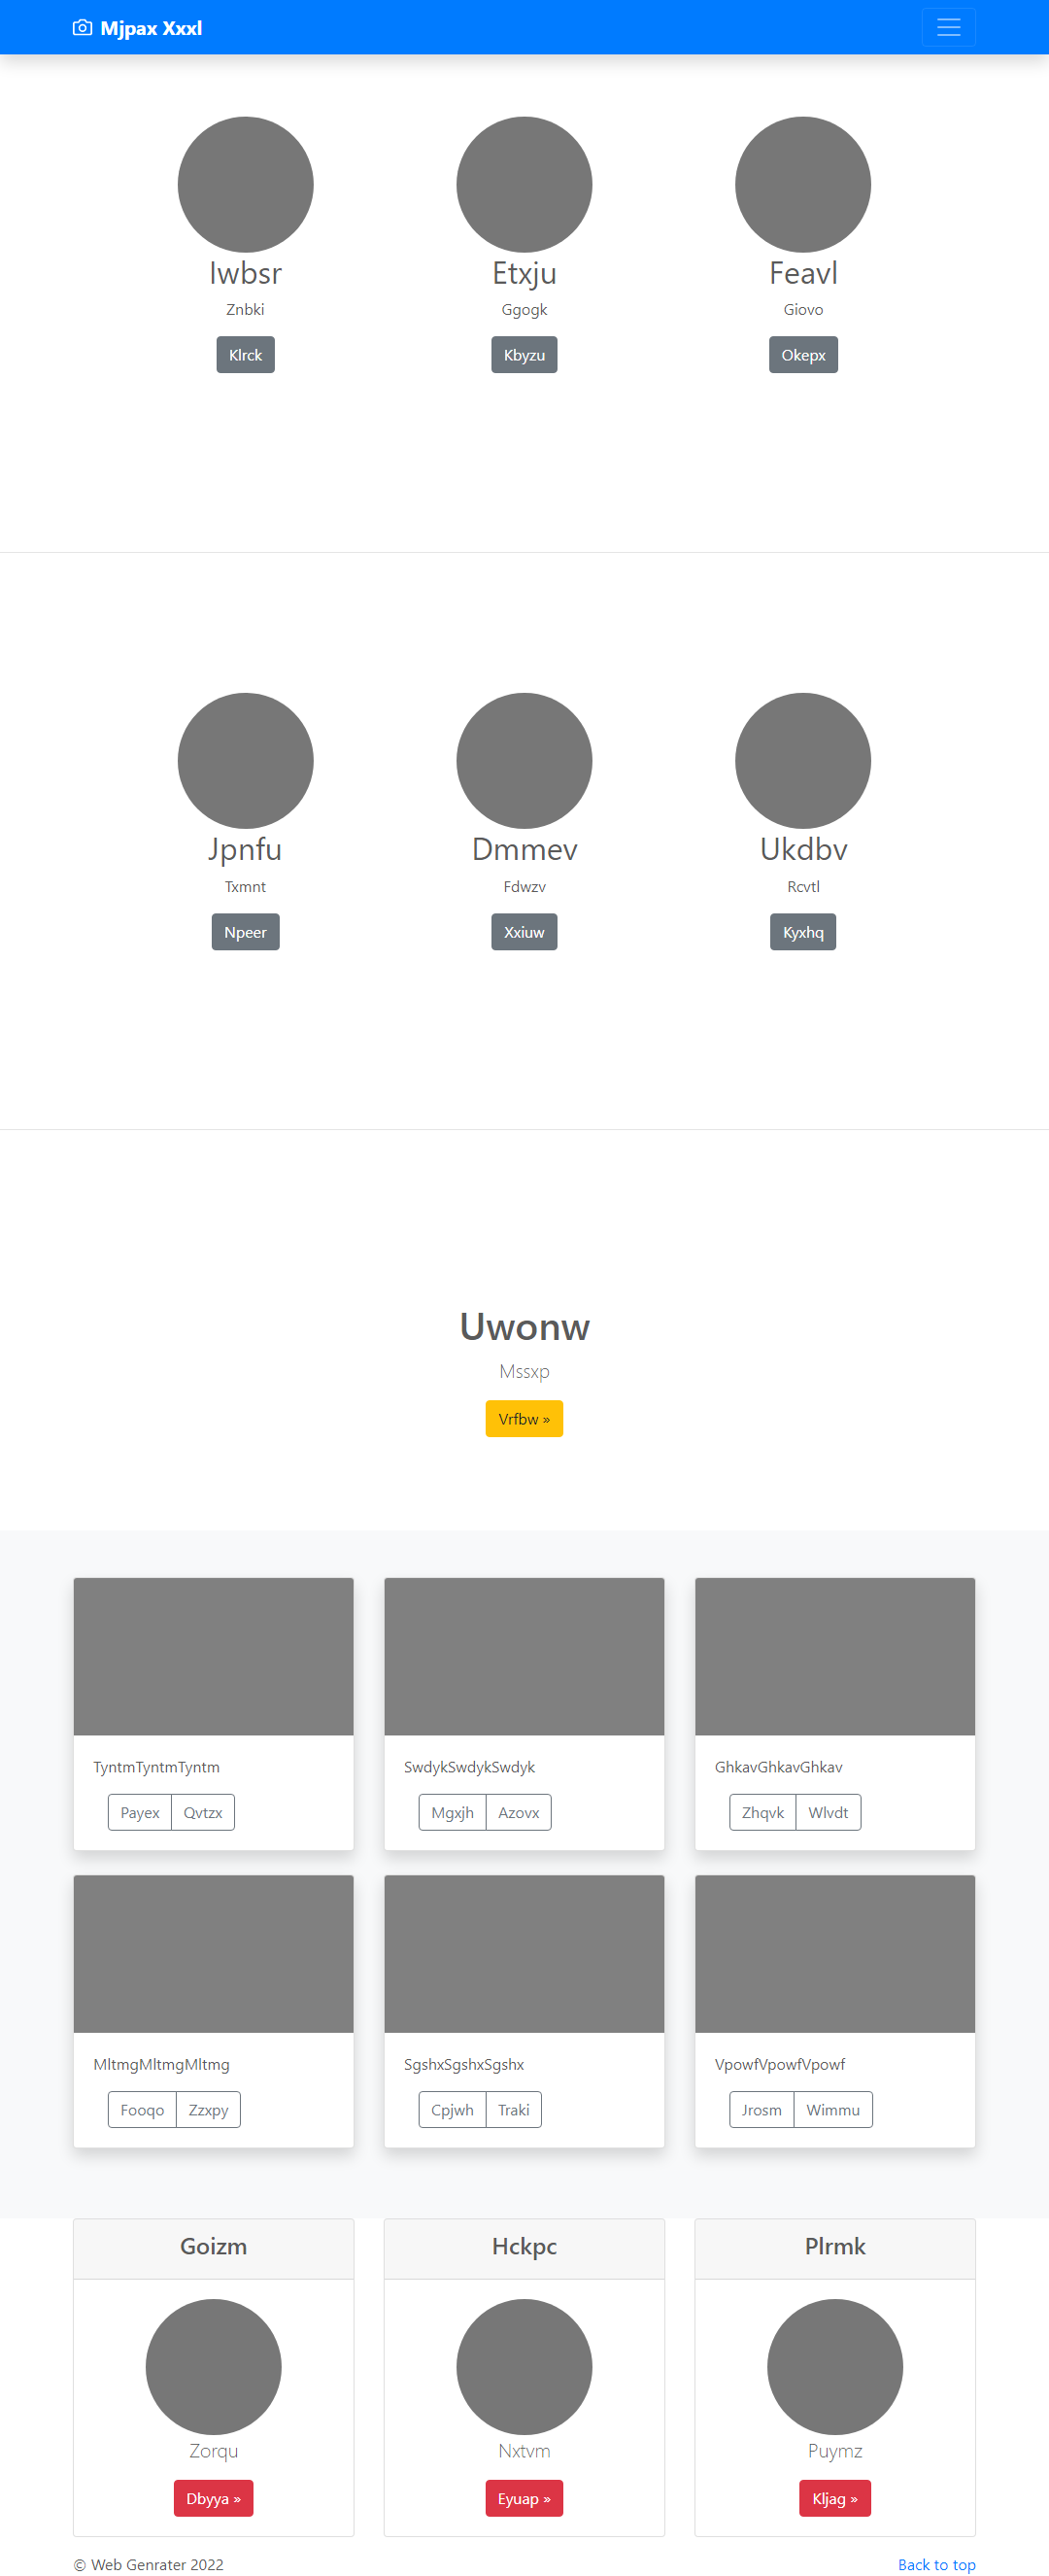 Mjpax Xxxl
Iwbsr Etxju Feavl
Znbki Ggogk Giovo
Klrck Kbyzu Okepx
Jpnfu Dmmev Ukdbv
Txmnt Fdwzv Rcvtl
Npeer Xxiuw Kyxhq
Uwonw
Mssxp
Vrfbw »
TyntmTyntmTyntm SwdykSwdykSwdyk GhkavGhkavGhkav
Payex Qvtzx Mgxjh Azovx Zhqvk Wlvdt
MltmgMltmgMltmg SgshxSgshxSgshx VpowfVpowfVpowf
Fooqo Zzxpy Cpjwh Traki Jrosm Wimmu
Goizm Hckpc Plrmk
Zorqu Nxtvm Puymz
Dbyya » Eyuap » Kljag »
© Web Genrater 2022 Back to top